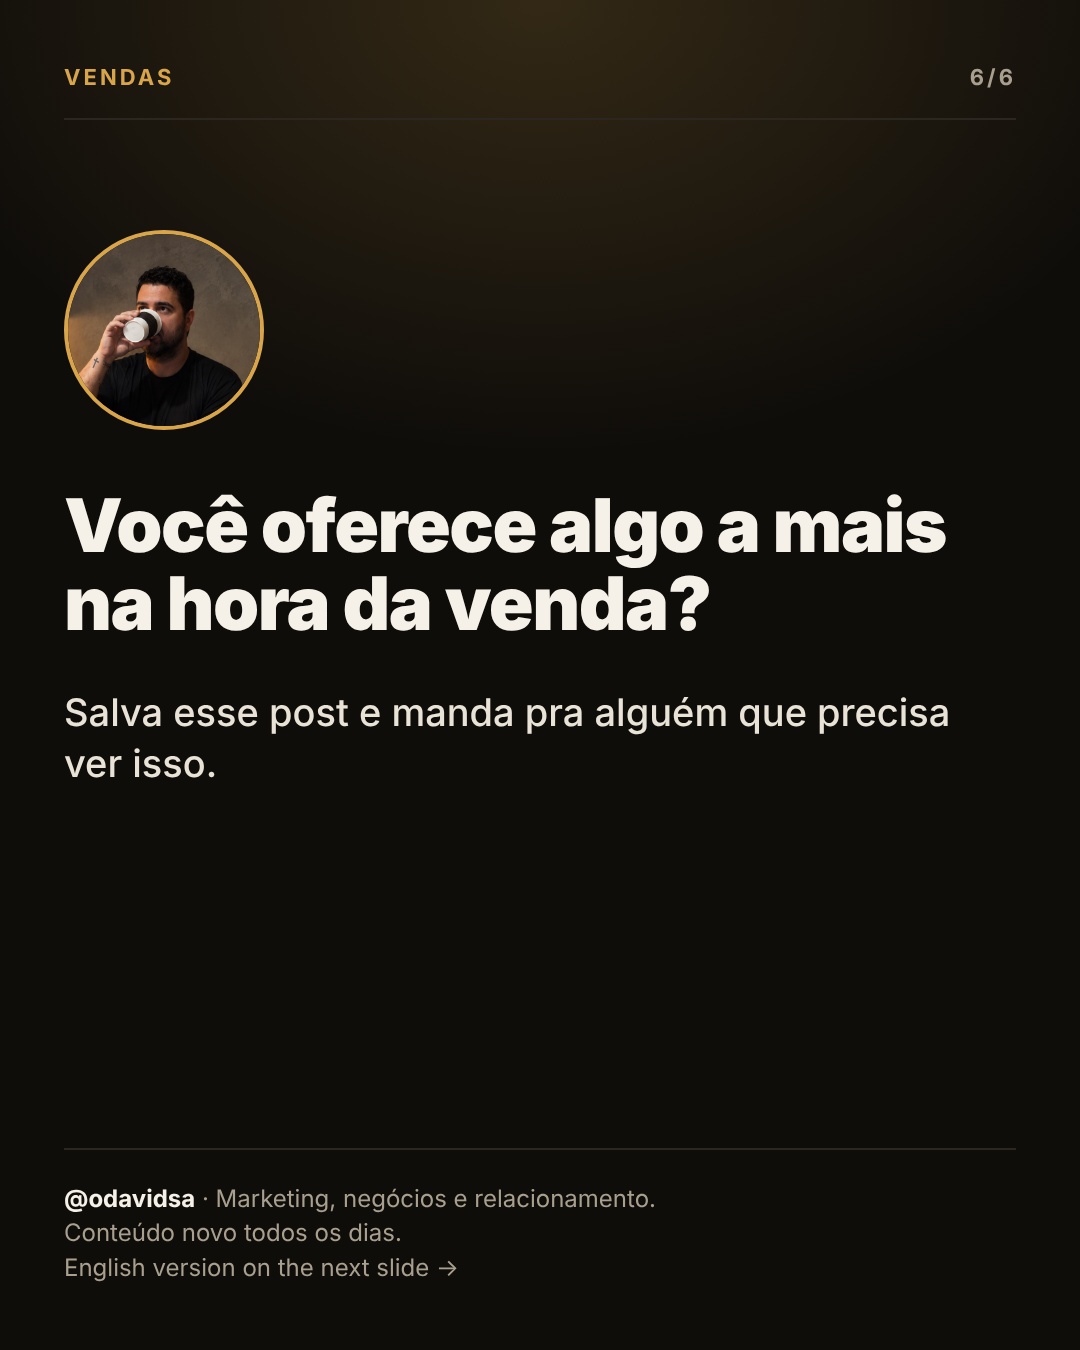 VENDAS
6/6
Você oferece algo a mais
na hora da venda?
Salva esse post e manda pra alguém que precisa
ver isso.
@odavidsa · Marketing, negócios e relacionamento.
Conteúdo novo todos os dias.
English version on the next slide →